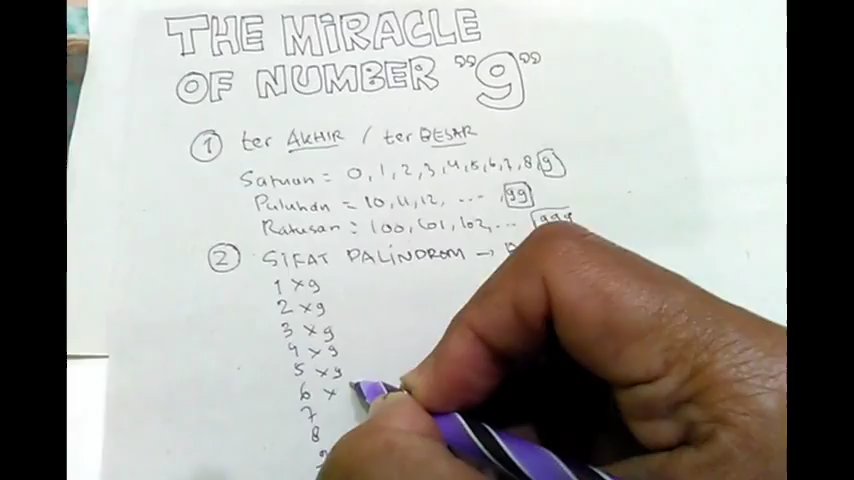 THE MiRACLE
OF NUMBER "9"
1 ter AKHIR / ter BESAR
Satuan = 0, 1, 2, 3, 4, 5, 6, 7, 8, 9
Puluhan = 10, 11, 12, ... , 99
Ratusan = 100, 101, 102, ... 999
2 SIFAT PALiNDROM →
1 x 9
2 x 9
3 x 9
4 x 9
5 x 9
6 x
7
8